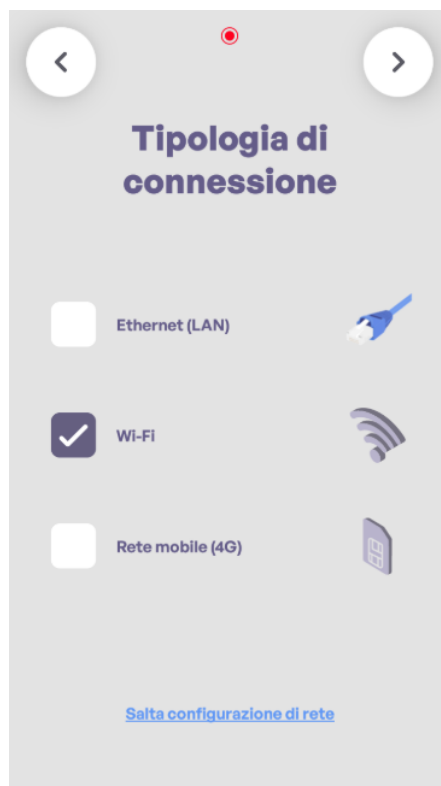 Tipologia di
connessione
Ethernet (LAN)
Wi-Fi
Rete mobile (4G)
Salta configurazione di rete